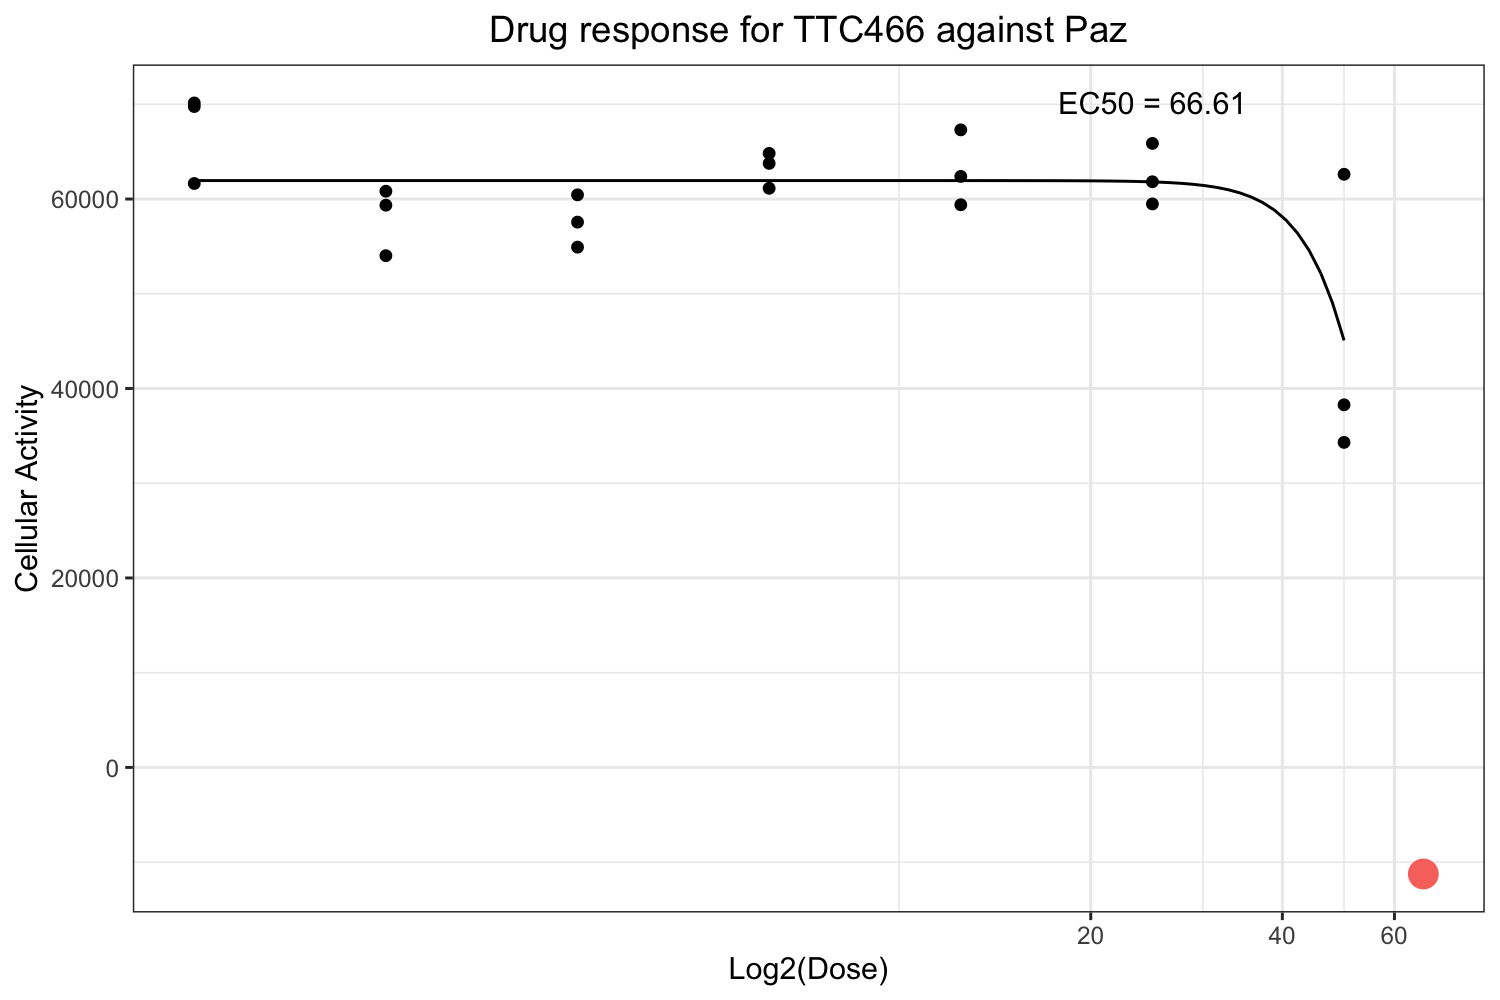 Drug response for TTC466 against Paz
EC50 = 66.61
60000
40000
20000
0
Cellular Activity
20 40 60
Log2(Dose)